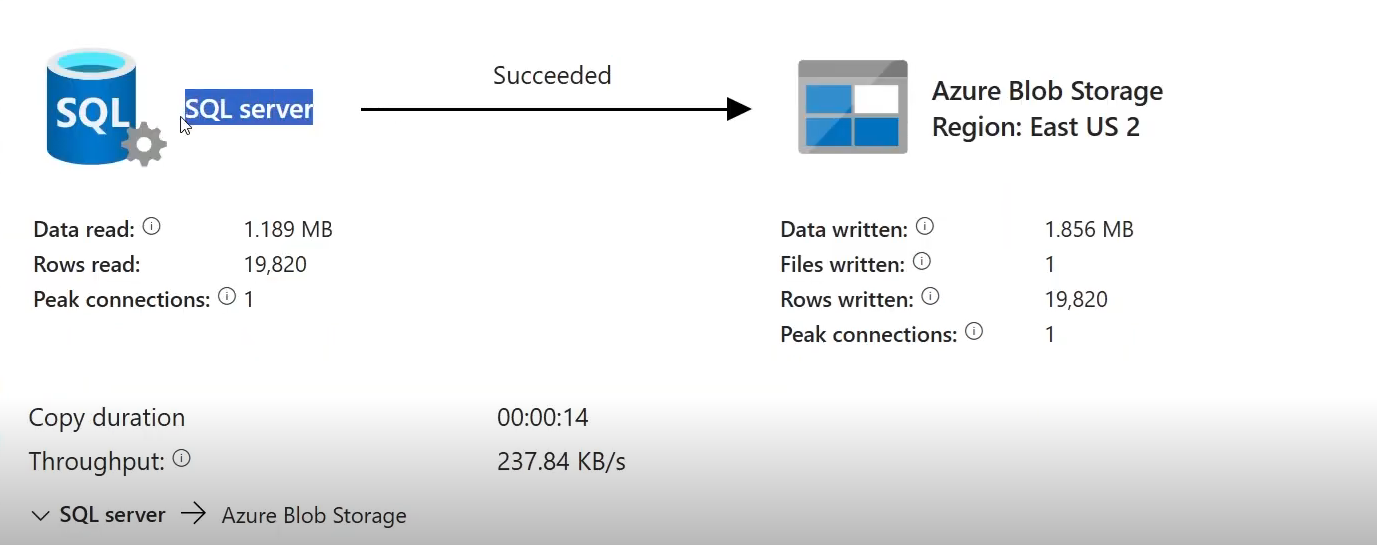 SQL
SQL server
Succeeded
Azure Blob Storage
Region: East US 2
Data read: 1.189 MB
Rows read: 19,820
Peak connections: 1
Data written: 1.856 MB
Files written: 1
Rows written: 19,820
Peak connections: 1
Copy duration 00:00:14
Throughput: 237.84 KB/s
SQL server → Azure Blob Storage